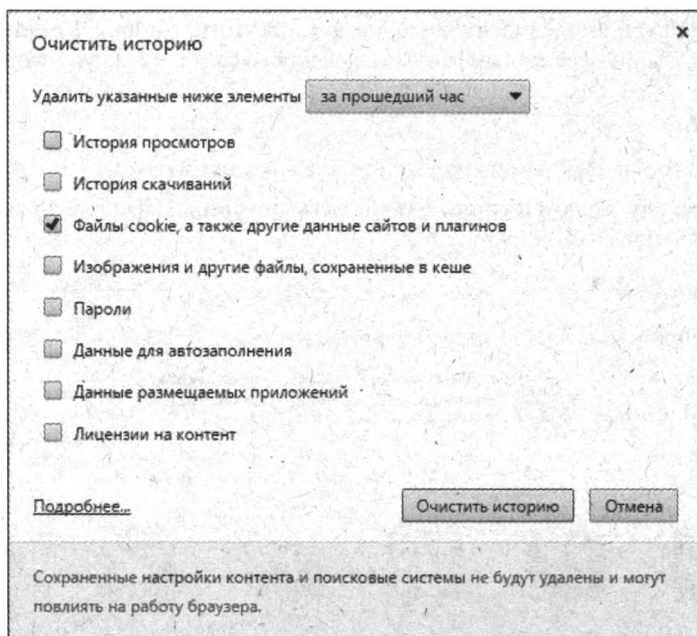 Очистить историю
Удалить указанные ниже элементы за прошедший час
История просмотров
История скачиваний
Файлы cookie, а также другие данные сайтов и плагинов
Изображения и другие файлы, сохраненные в кеше
Пароли
Данные для автозаполнения
Данные размещаемых приложений
Лицензии на контент
Подробнее... Очистить историю Отмена
Сохраненные настройки контента и поисковые системы не будут удалены и могут
повлиять на работу браузера.